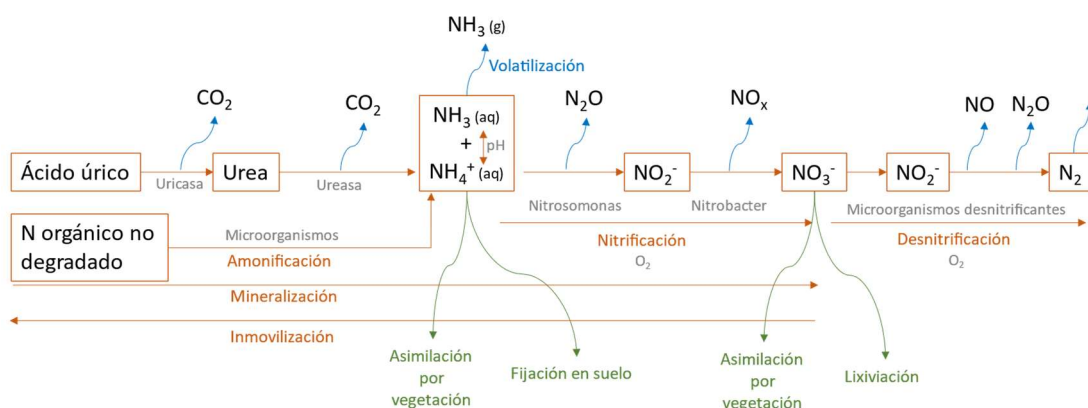 NH₃ (g)
Volatilización
CO₂
CO₂
N₂O
NOₓ
NO
N₂O
NH₃ (aq)
+
pH
NH₄⁺ (aq)
Ácido úrico
Uricasa
Urea
Ureasa
NO₂⁻
NO₃⁻
NO₂⁻
N₂
Nitrosomonas
Nitrobacter
Microorganismos desnitrificantes
N orgánico no
degradado
Microorganismos
Amonificación
Nitrificación
O₂
Desnitrificación
O₂
Mineralización
Inmovilización
Asimilación
por
vegetación
Fijación en suelo
Asimilación
por
vegetación
Lixiviación